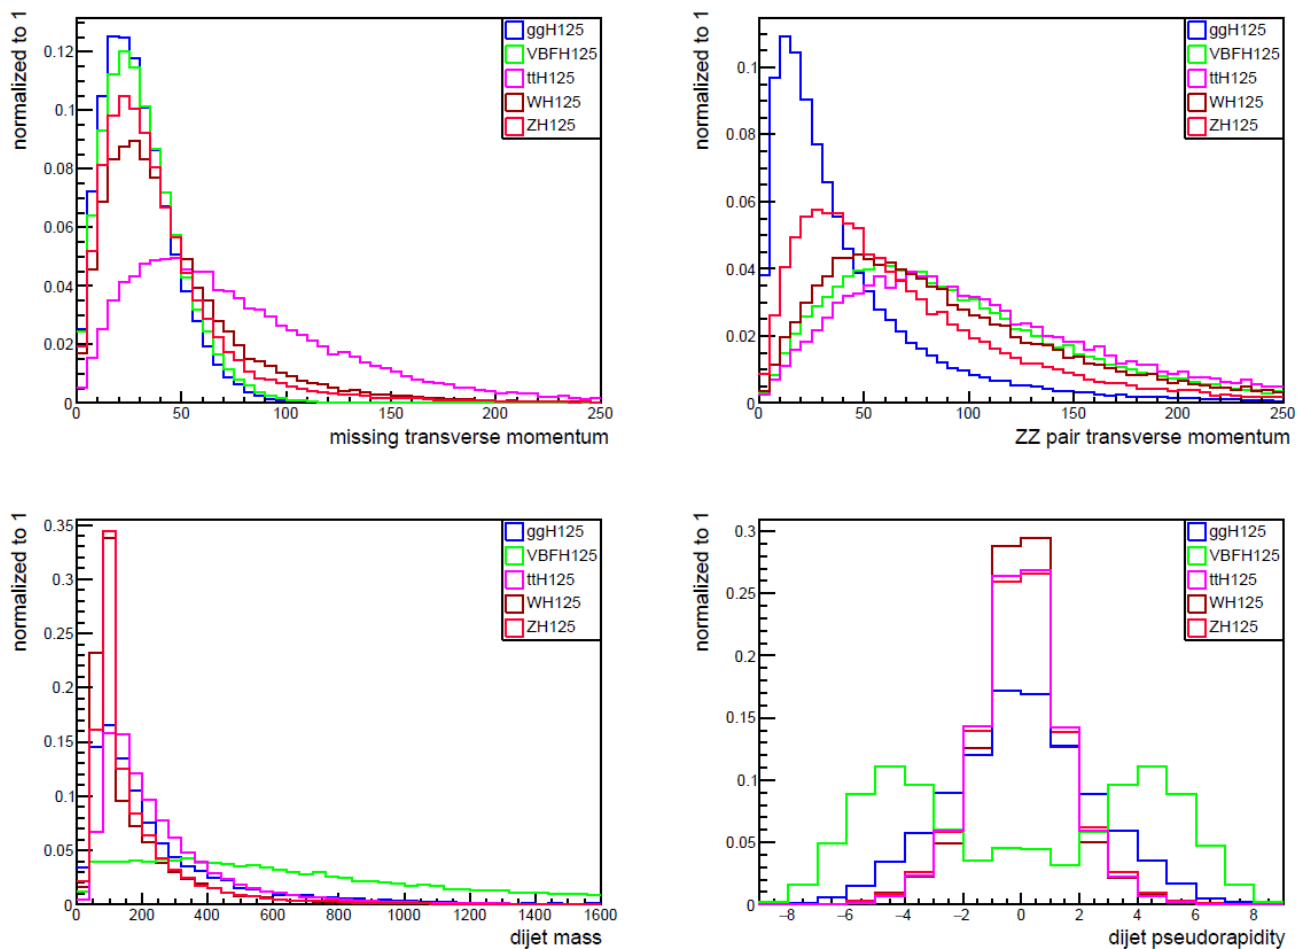 normalized to 1
0.12
0.1
0.08
0.06
0.04
0.02
0
0 50 100 150 200 250
missing transverse momentum
ggH125
VBFH125
ttH125
WH125
ZH125
normalized to 1
0.1
0.08
0.06
0.04
0.02
0
0 50 100 150 200 250
ZZ pair transverse momentum
ggH125
VBFH125
ttH125
WH125
ZH125
normalized to 1
0.35
0.3
0.25
0.2
0.15
0.1
0.05
0
0 200 400 600 800 1000 1200 1400 1600
dijet mass
ggH125
VBFH125
ttH125
WH125
ZH125
normalized to 1
0.3
0.25
0.2
0.15
0.1
0.05
0
−8 −6 −4 −2 0 2 4 6 8
dijet pseudorapidity
ggH125
VBFH125
ttH125
WH125
ZH125